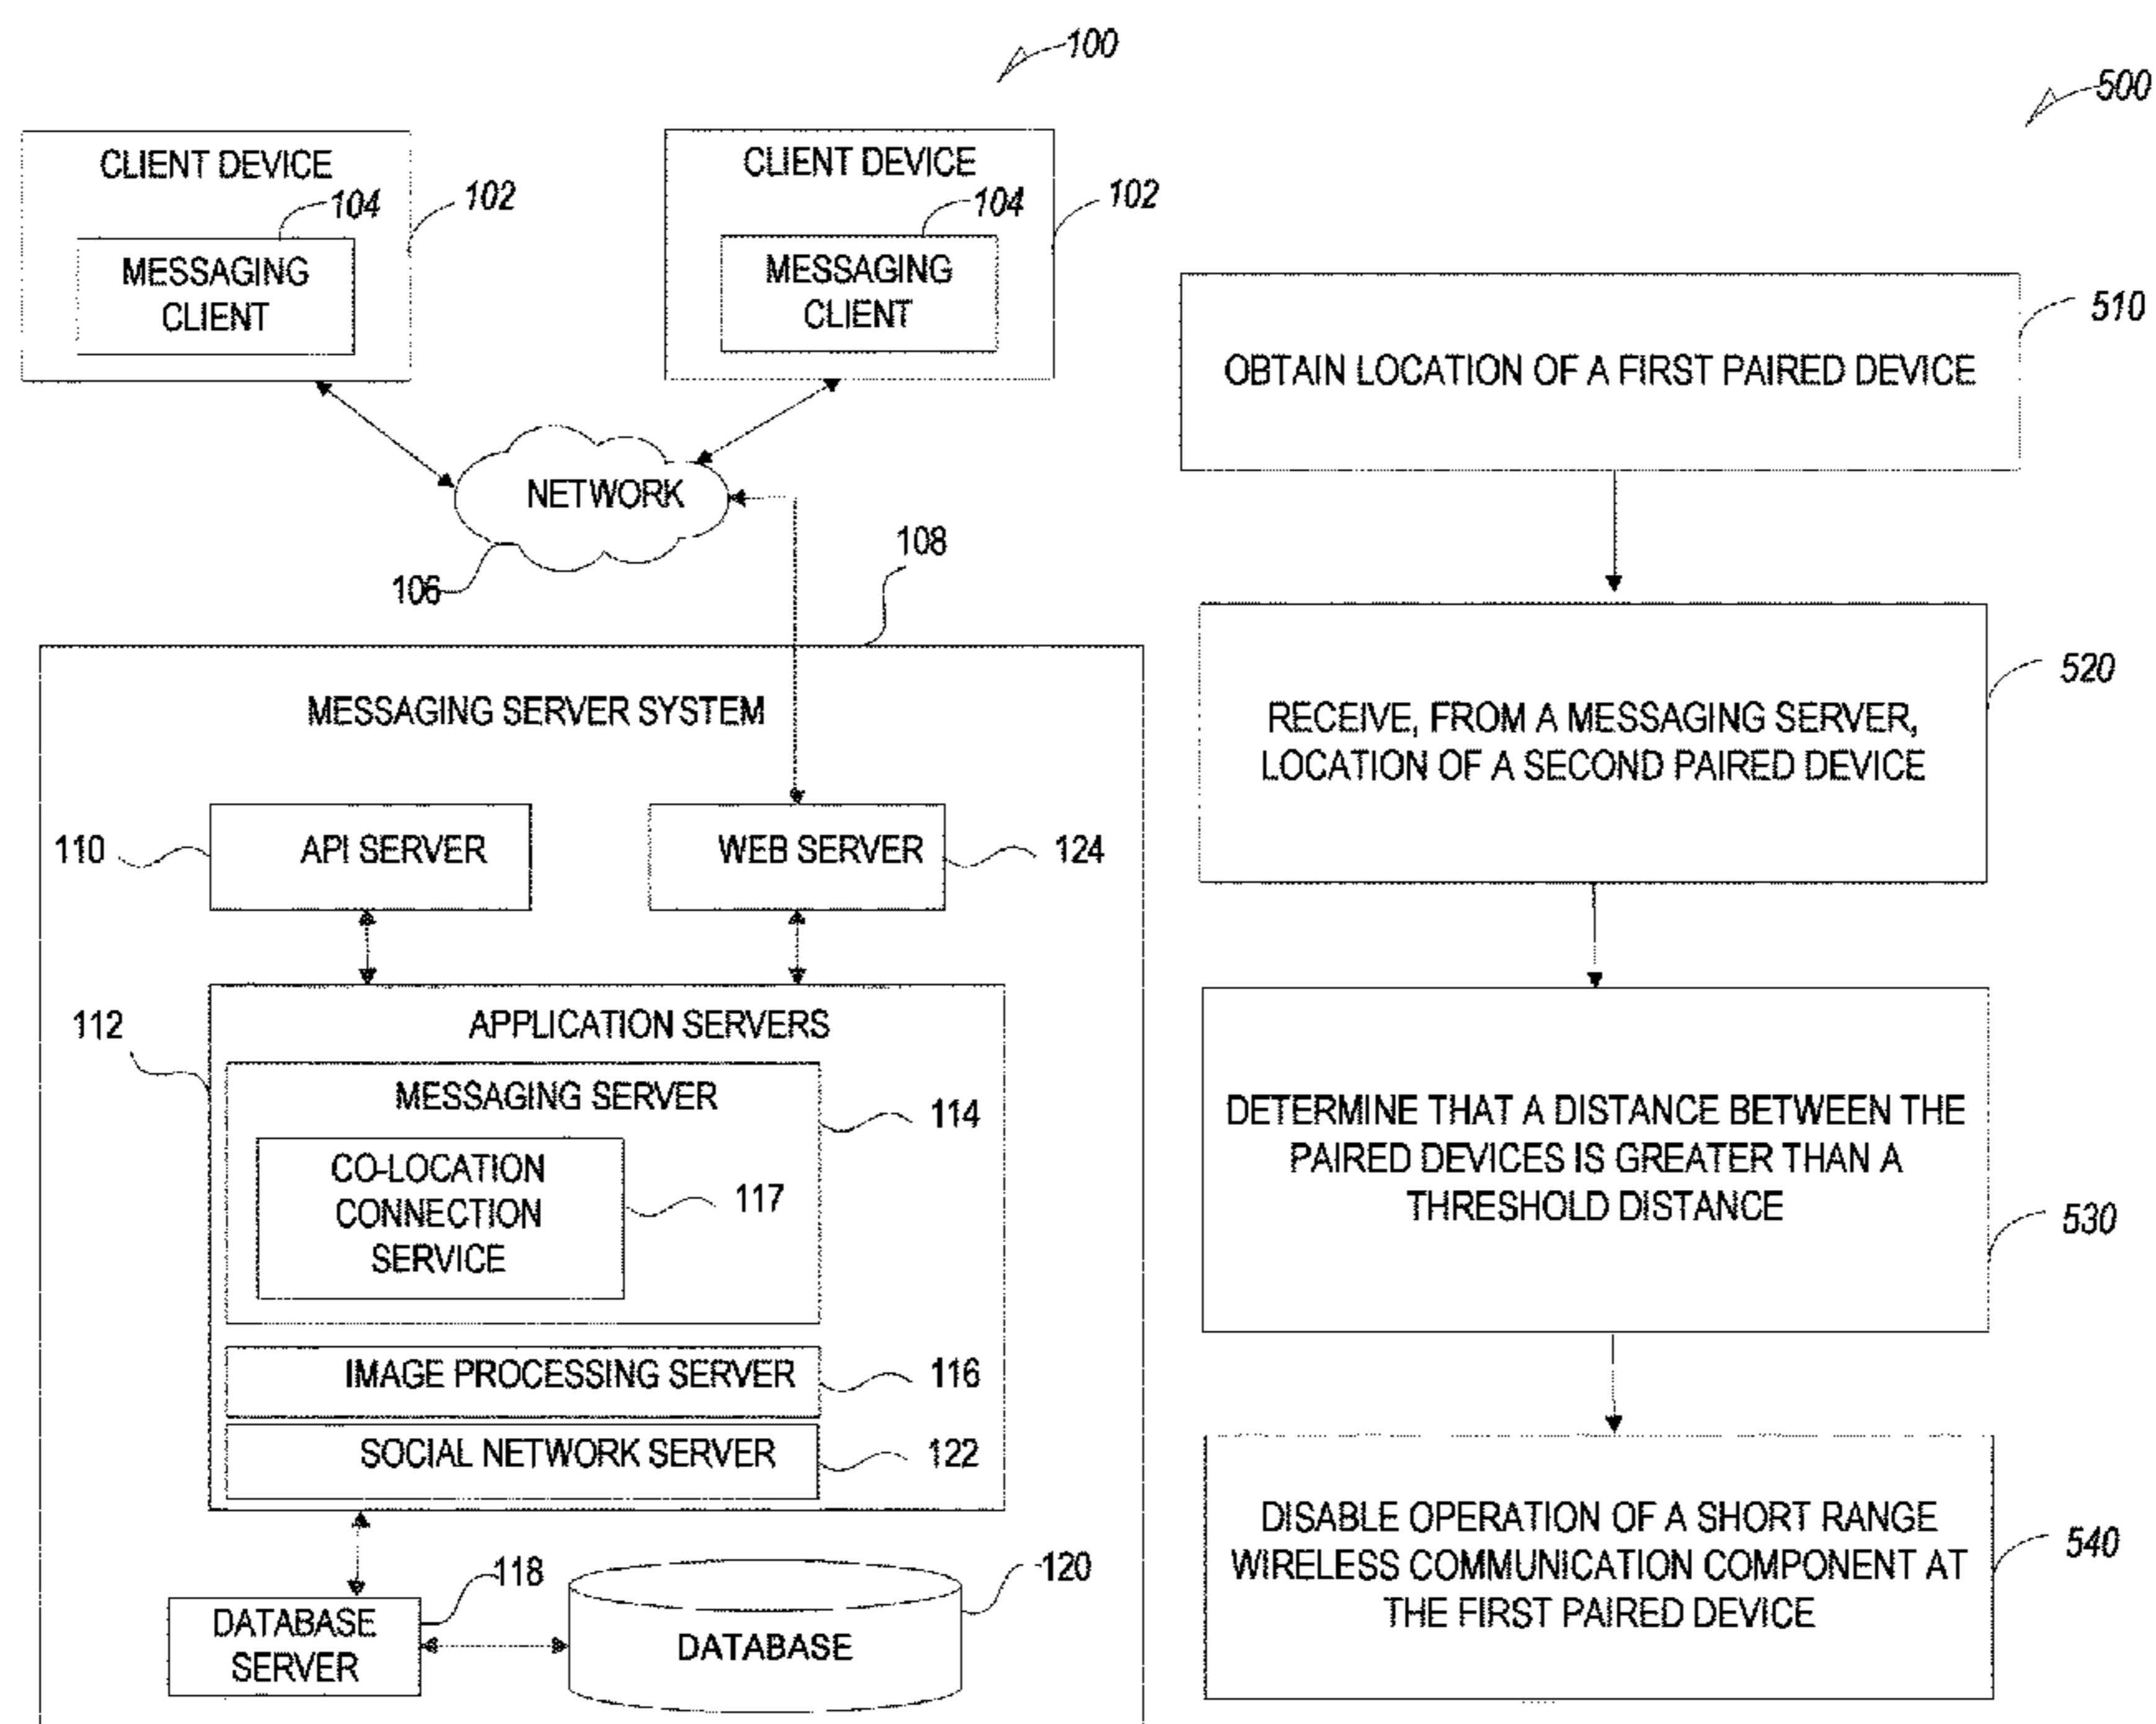 100
CLIENT DEVICE
104
102
MESSAGING
CLIENT
CLIENT DEVICE
104
102
MESSAGING
CLIENT
NETWORK
106
108
MESSAGING SERVER SYSTEM
110
API SERVER
WEB SERVER
124
112
APPLICATION SERVERS
MESSAGING SERVER
114
CO-LOCATION
CONNECTION
SERVICE
117
IMAGE PROCESSING SERVER
116
SOCIAL NETWORK SERVER
122
118
DATABASE
SERVER
120
DATABASE
500
510
OBTAIN LOCATION OF A FIRST PAIRED DEVICE
520
RECEIVE, FROM A MESSAGING SERVER,
LOCATION OF A SECOND PAIRED DEVICE
DETERMINE THAT A DISTANCE BETWEEN THE
PAIRED DEVICES IS GREATER THAN A
THRESHOLD DISTANCE
530
DISABLE OPERATION OF A SHORT RANGE
WIRELESS COMMUNICATION COMPONENT AT
THE FIRST PAIRED DEVICE
540